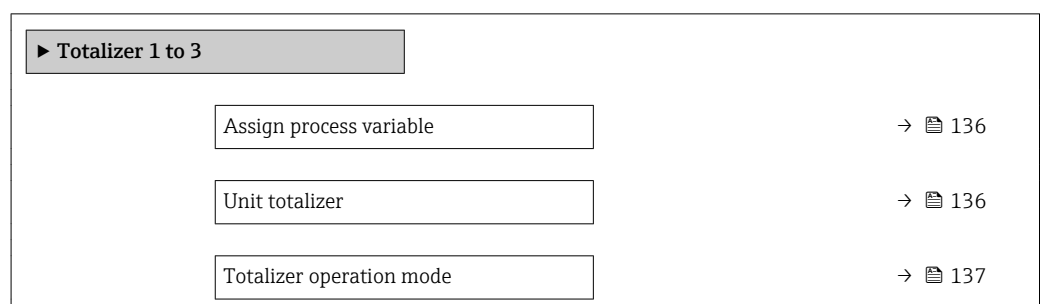 ▶ Totalizer 1 to 3
Assign process variable → 136
Unit totalizer → 136
Totalizer operation mode → 137